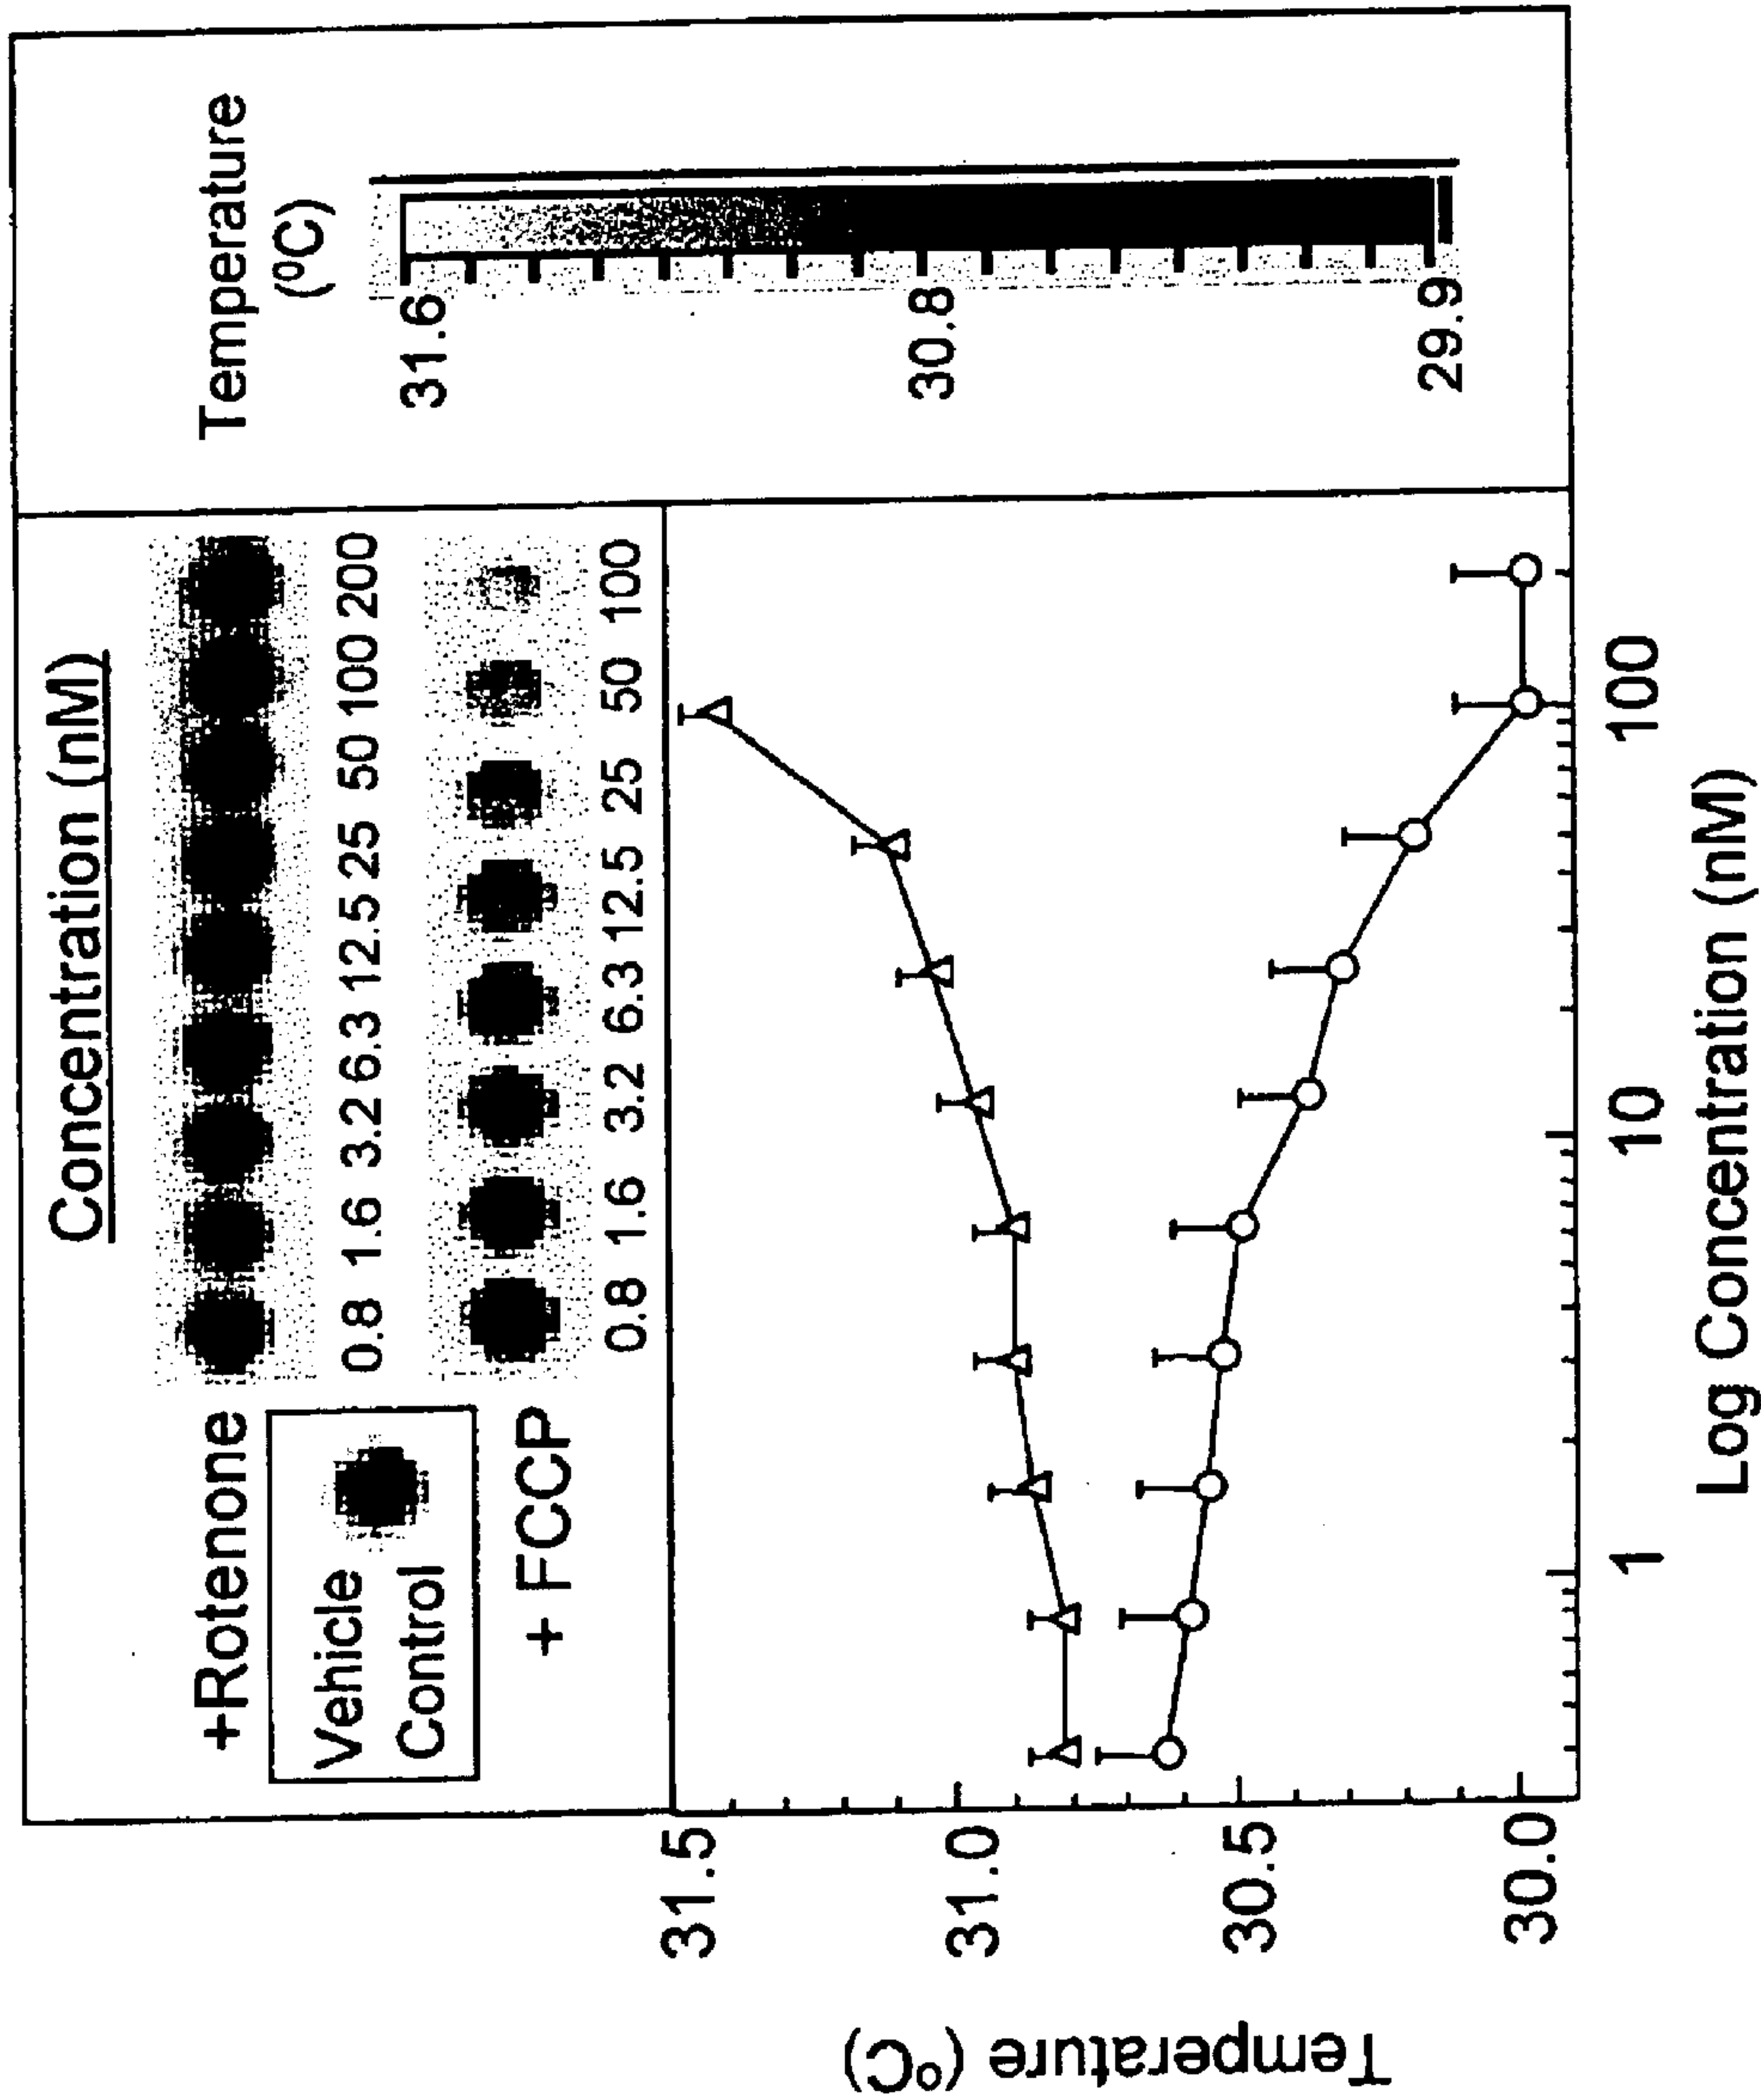 Concentration (nM)
+Rotenone
0.8 1.6 3.2 6.3 12.5 25 50 100 200
Vehicle
Control
+ FCCP
0.8 1.6 3.2 6.3 12.5 25 50 100
Temperature
(⁰C)
31.6
30.8
29.9
Temperature (⁰C)
31.5
31.0
30.5
30.0
1 10 100
Log Concentration (nM)